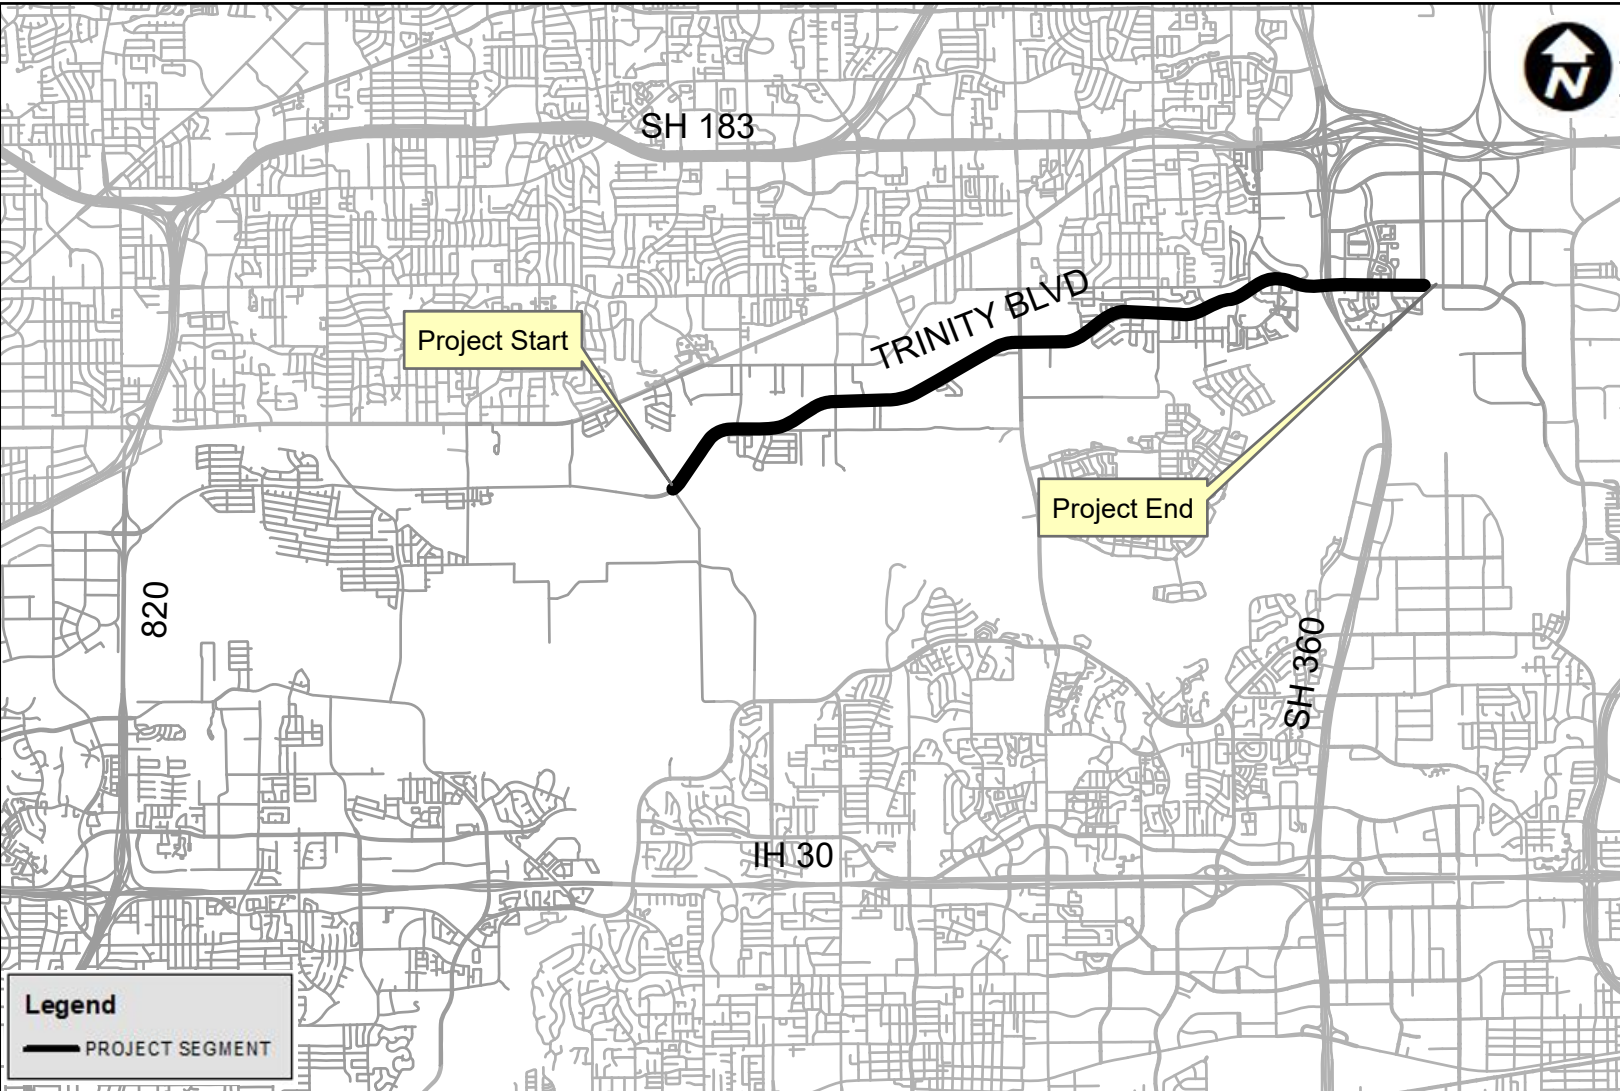 N
SH 183
TRINITY BLVD
Project Start
Project End
820
SH 360
IH 30
Legend
PROJECT SEGMENT